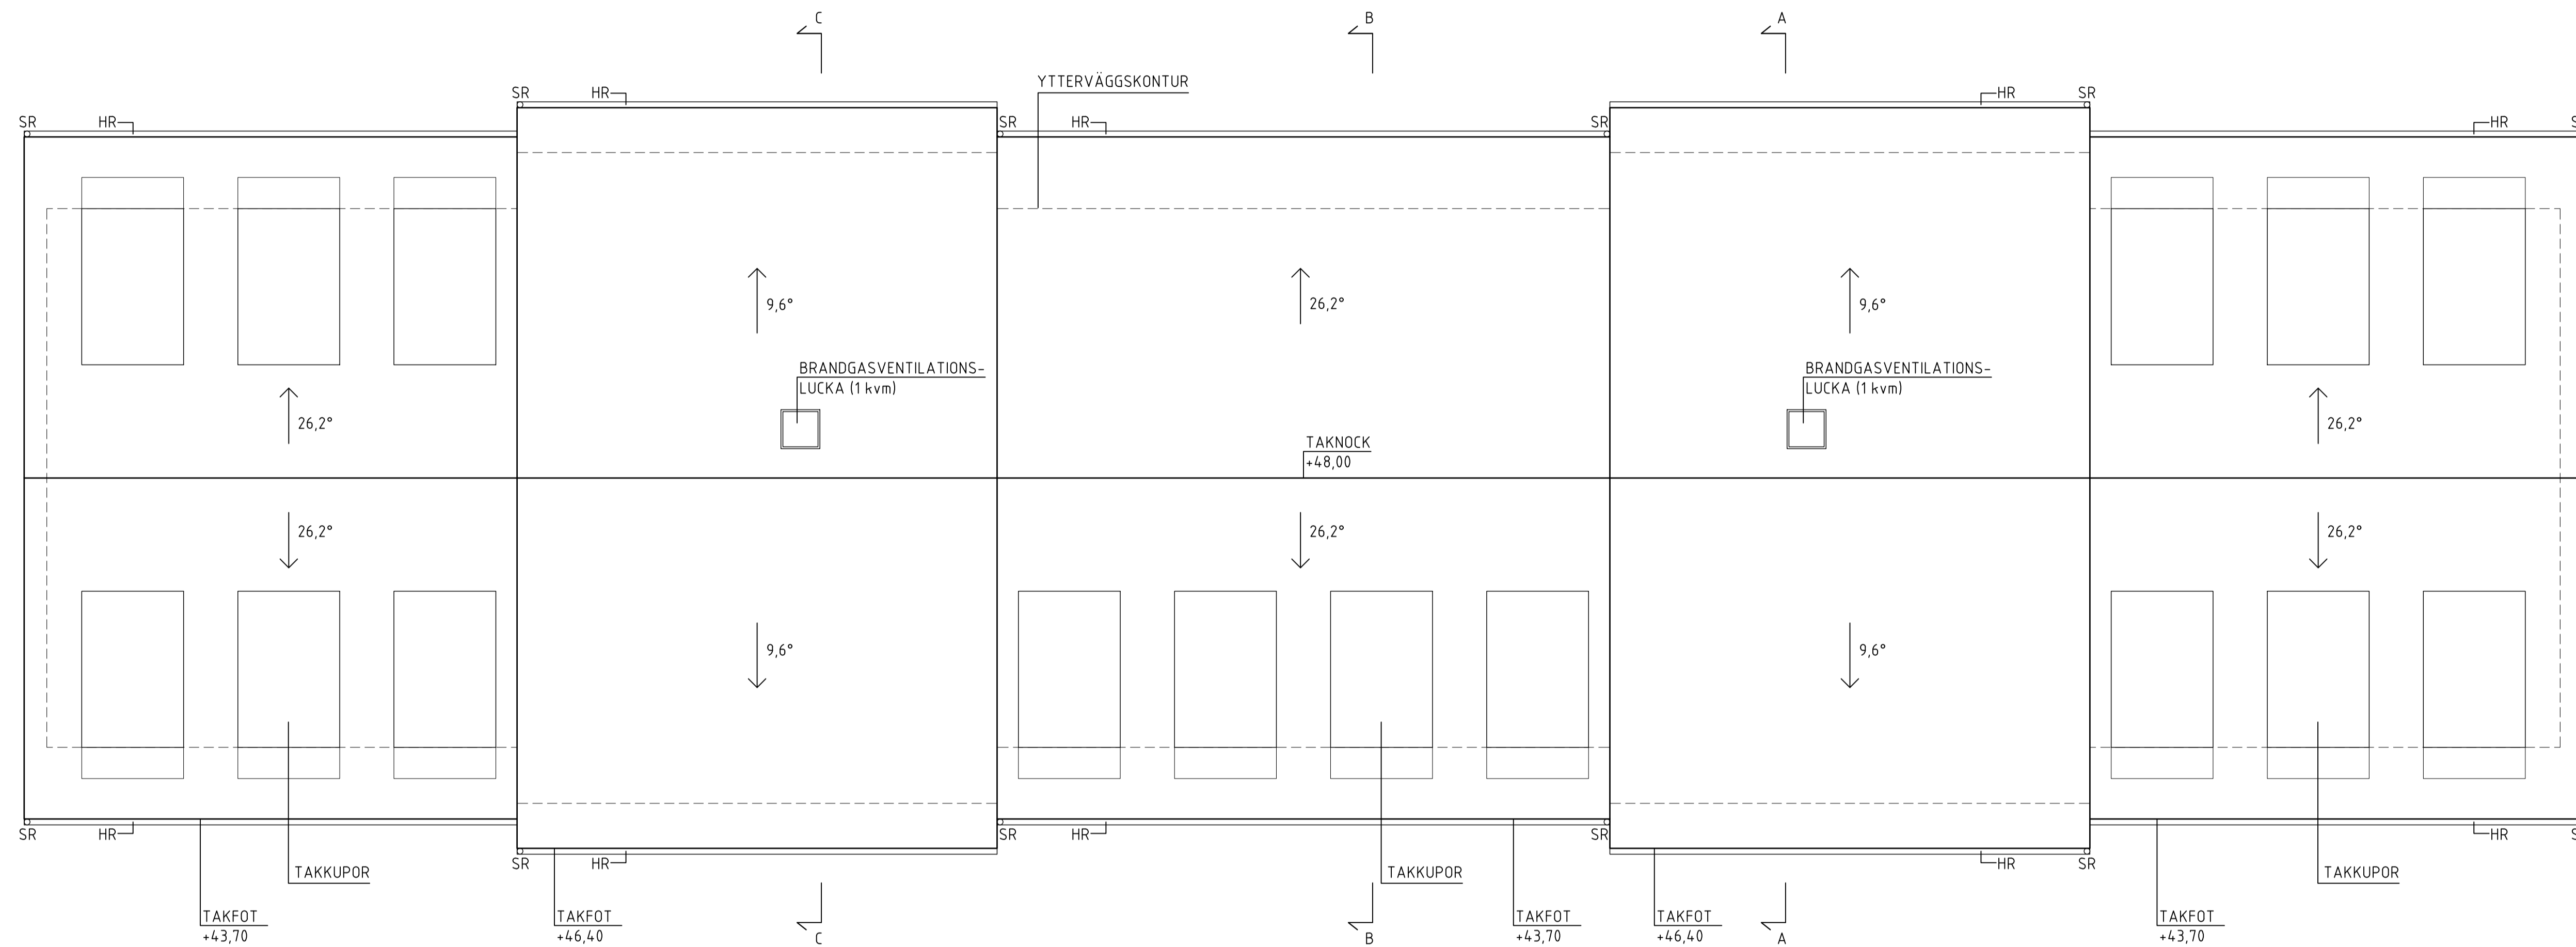 C
B
A
YTTERVÄGGSKONTUR
SR
HR
HR
SR
SR
HR
SR
HR
SR
SR
HR
9,6°
26,2°
9,6°
BRANDGASVENTILATIONS-
LUCKA (1 kvm)
BRANDGASVENTILATIONS-
LUCKA (1 kvm)
26,2°
26,2°
TAKNOCK
+48,00
26,2°
26,2°
26,2°
9,6°
9,6°
SR
HR
SR
HR
SR
HR
SR
HR
HR
SR
TAKKUPOR
TAKKUPOR
TAKKUPOR
TAKFOT
+43,70
TAKFOT
+46,40
TAKFOT
+43,70
TAKFOT
+46,40
TAKFOT
+43,70
C
B
A